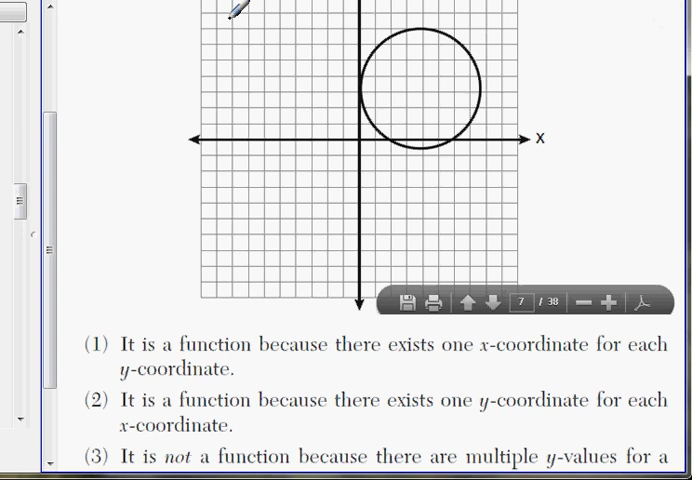 x
7 / 38
(1) It is a function because there exists one x-coordinate for each
y-coordinate.
(2) It is a function because there exists one y-coordinate for each
x-coordinate.
(3) It is not a function because there are multiple y-values for a